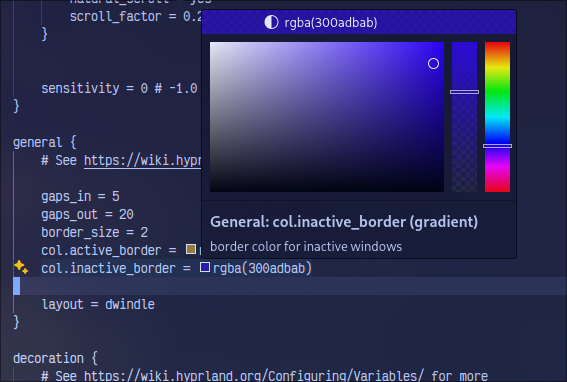 natural_scroll = yes
scroll_factor = 0.2
}
rgba(300adbab)
sensitivity = 0 # -1.0
}
general {
# See https://wiki.hypr
gaps_in = 5
gaps_out = 20
border_size = 2
col.active_border =
General: col.inactive_border (gradient)
border color for inactive windows
col.inactive_border = rgba(300adbab)
layout = dwindle
}
decoration {
# See https://wiki.hyprland.org/Configuring/Variables/ for more